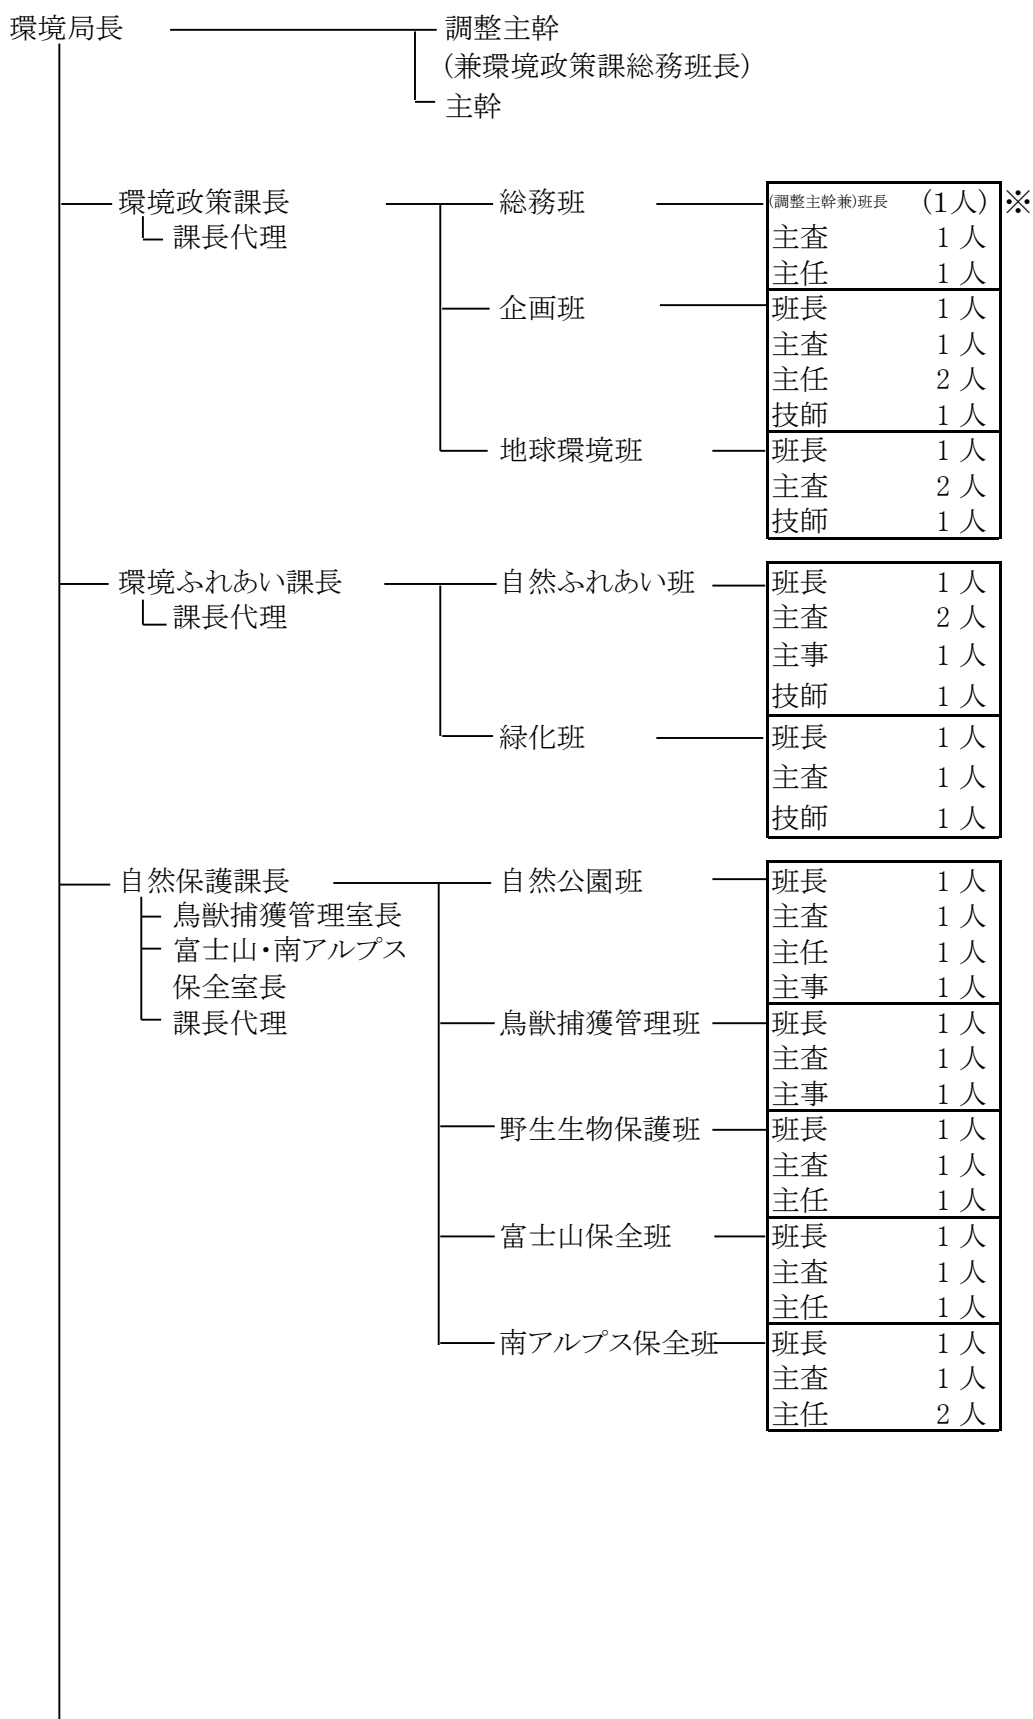 環境局長 調整主幹
(兼環境政策課総務班長)
主幹
環境政策課長 総務班 (調整主幹兼)班長 (1人) ※
課長代理 主査 1 人
主任 1 人
企画班 班長 1 人
主査 1 人
主任 2 人
技師 1 人
地球環境班 班長 1 人
主査 2 人
技師 1 人
環境ふれあい課長 自然ふれあい班 班長 1 人
課長代理 主査 2 人
主事 1 人
技師 1 人
緑化班 班長 1 人
主査 1 人
技師 1 人
自然保護課長 自然公園班 班長 1 人
鳥獣捕獲管理室長 主査 1 人
富士山・南アルプス 主任 1 人
保全室長 主事 1 人
課長代理 鳥獣捕獲管理班 班長 1 人
主査 1 人
主事 1 人
野生生物保護班 班長 1 人
主査 1 人
主任 1 人
富士山保全班 班長 1 人
主査 1 人
主任 1 人
南アルプス保全班 班長 1 人
主査 1 人
主任 2 人